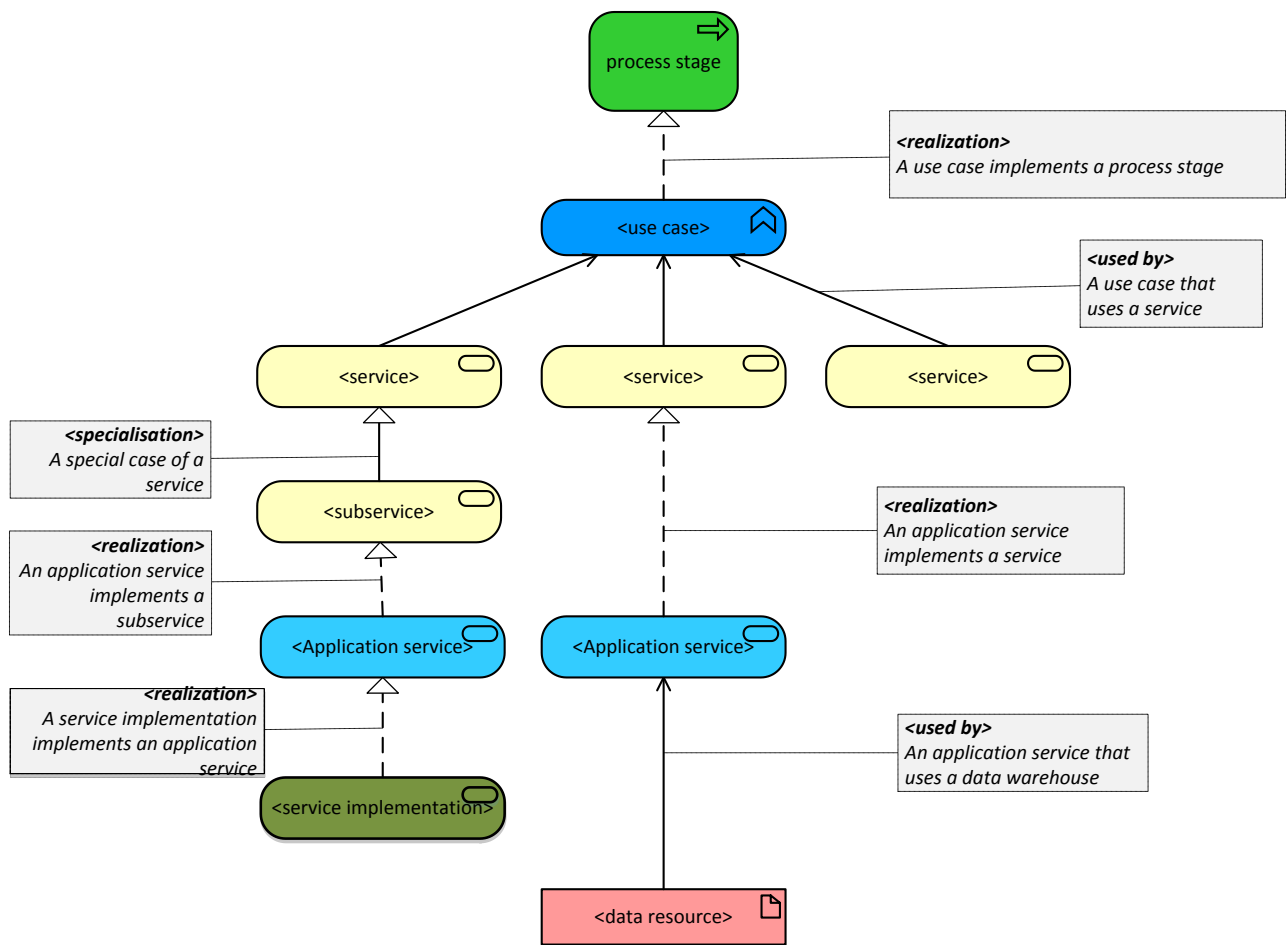 process stage
<realization>
A use case implements a process stage
<use case>
<used by>
A use case that
uses a service
<service>
<service>
<service>
<specialisation>
A special case of a
service
<subservice>
<realization>
An application service
implements a service
<realization>
An application service
implements a
subservice
<Application service>
<Application service>
<realization>
A service implementation
implements an application
service
<used by>
An application service that
uses a data warehouse
<service implementation>
<data resource>